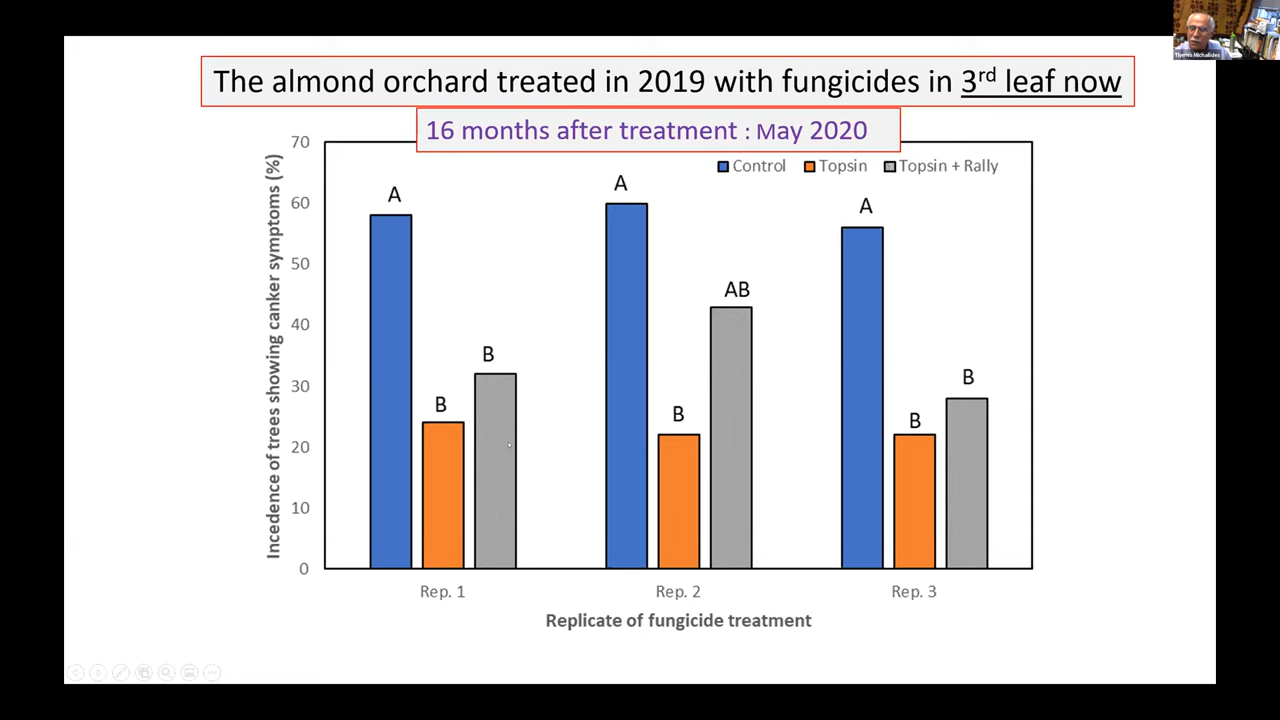 Themis Michailides
The almond orchard treated in 2019 with fungicides in 3rd leaf now
16 months after treatment : May 2020
Control Topsin Topsin + Rally
Incedence of trees showing canker symptoms (%)
70
60
50
40
30
20
10
0
A B B
A B AB
A B B
Rep. 1 Rep. 2 Rep. 3
Replicate of fungicide treatment